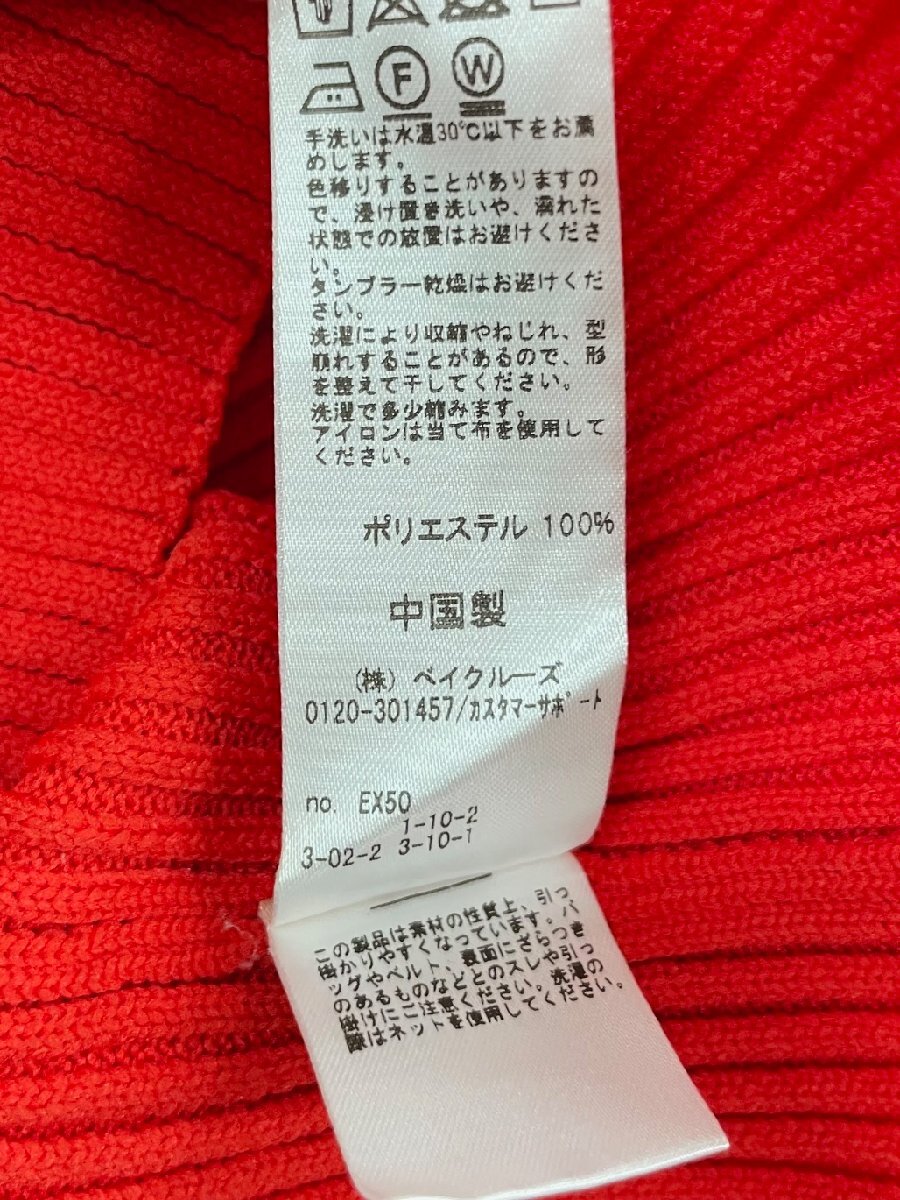 F
W
手洗いは水温30℃以下をお薦
めします。
色移りすることがありますの
で、浸け置き洗いや、濡れた
状態での放置はお避けくださ
い。
タンブラー乾燥はお避けくだ
さい。
洗濯により収縮やねじれ、型
崩れすることがあるので、形
を整えて干してください。
洗濯で多少縮みます。
アイロンは当て布を使用して
ください。
ポリエステル 100%
中国製
(株) ベイクルーズ
0120-301457/カスタマーサポート
no. EX50
1-10-2
3-02-2 3-10-1
この製品は素材の性質上、引っ
掛かりやすくなっています。バ
ッグやベルト、表面にざらつき
のあるものなどとのスレや引っ
掛けにご注意ください。洗濯の
際はネットを使用してください。